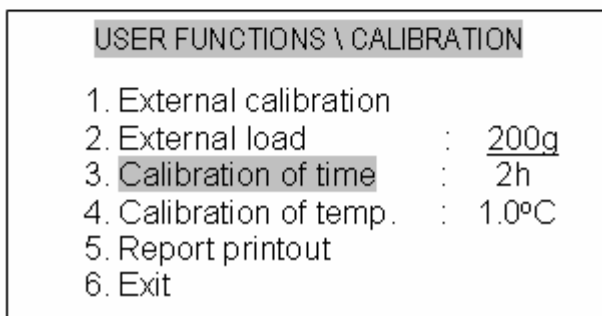 USER FUNCTIONS \ CALIBRATION
1. External calibration
2. External load : 200g
3. Calibration of time : 2h
4. Calibration of temp. : 1.0ºC
5. Report printout
6. Exit